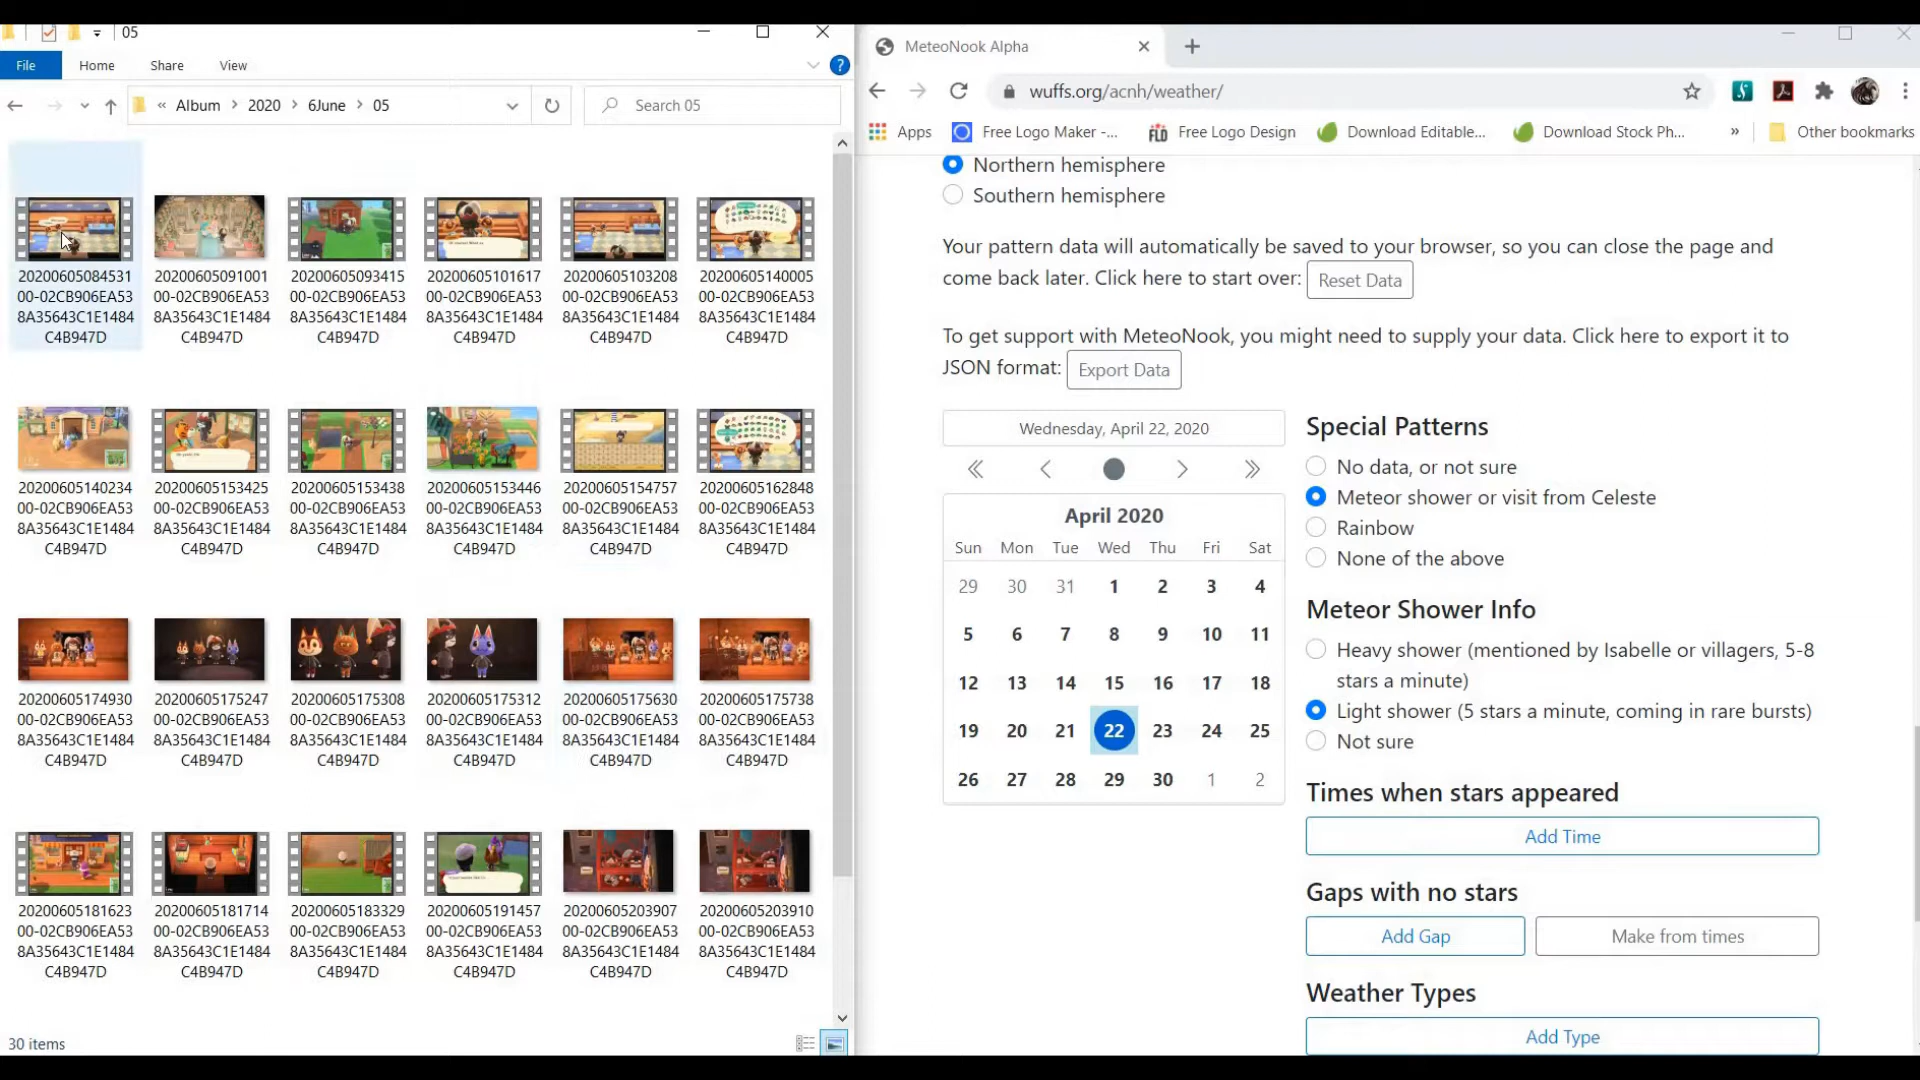 05
File
Home
Share
View
?
« Album > 2020 > 6June > 05
Search 05
20200605084531
00-02CB906EA53
8A35643C1E1484
C4B947D
20200605091001
00-02CB906EA53
8A35643C1E1484
C4B947D
20200605093415
00-02CB906EA53
8A35643C1E1484
C4B947D
20200605101617
00-02CB906EA53
8A35643C1E1484
C4B947D
20200605103208
00-02CB906EA53
8A35643C1E1484
C4B947D
20200605140005
00-02CB906EA53
8A35643C1E1484
C4B947D
20200605140234
00-02CB906EA53
8A35643C1E1484
C4B947D
20200605153425
00-02CB906EA53
8A35643C1E1484
C4B947D
20200605153438
00-02CB906EA53
8A35643C1E1484
C4B947D
20200605153446
00-02CB906EA53
8A35643C1E1484
C4B947D
20200605154757
00-02CB906EA53
8A35643C1E1484
C4B947D
20200605162848
00-02CB906EA53
8A35643C1E1484
C4B947D
20200605174930
00-02CB906EA53
8A35643C1E1484
C4B947D
20200605175247
00-02CB906EA53
8A35643C1E1484
C4B947D
20200605175308
00-02CB906EA53
8A35643C1E1484
C4B947D
20200605175312
00-02CB906EA53
8A35643C1E1484
C4B947D
20200605175630
00-02CB906EA53
8A35643C1E1484
C4B947D
20200605175738
00-02CB906EA53
8A35643C1E1484
C4B947D
20200605181623
00-02CB906EA53
8A35643C1E1484
C4B947D
20200605181714
00-02CB906EA53
8A35643C1E1484
C4B947D
20200605183329
00-02CB906EA53
8A35643C1E1484
C4B947D
20200605191457
00-02CB906EA53
8A35643C1E1484
C4B947D
20200605203907
00-02CB906EA53
8A35643C1E1484
C4B947D
20200605203910
00-02CB906EA53
8A35643C1E1484
C4B947D
30 items
MeteoNook Alpha
wuffs.org/acnh/weather/
Apps
Free Logo Maker -...
FLD Free Logo Design
Download Editable...
Download Stock Ph...
»
Other bookmarks
Northern hemisphere
Southern hemisphere
Your pattern data will automatically be saved to your browser, so you can close the page and
come back later. Click here to start over: Reset Data
To get support with MeteoNook, you might need to supply your data. Click here to export it to
JSON format: Export Data
Wednesday, April 22, 2020
April 2020
Sun Mon Tue Wed Thu Fri Sat
29 30 31 1 2 3 4
5 6 7 8 9 10 11
12 13 14 15 16 17 18
19 20 21 22 23 24 25
26 27 28 29 30 1 2
Special Patterns
No data, or not sure
Meteor shower or visit from Celeste
Rainbow
None of the above
Meteor Shower Info
Heavy shower (mentioned by Isabelle or villagers, 5-8
stars a minute)
Light shower (5 stars a minute, coming in rare bursts)
Not sure
Times when stars appeared
Add Time
Gaps with no stars
Add Gap
Make from times
Weather Types
Add Type